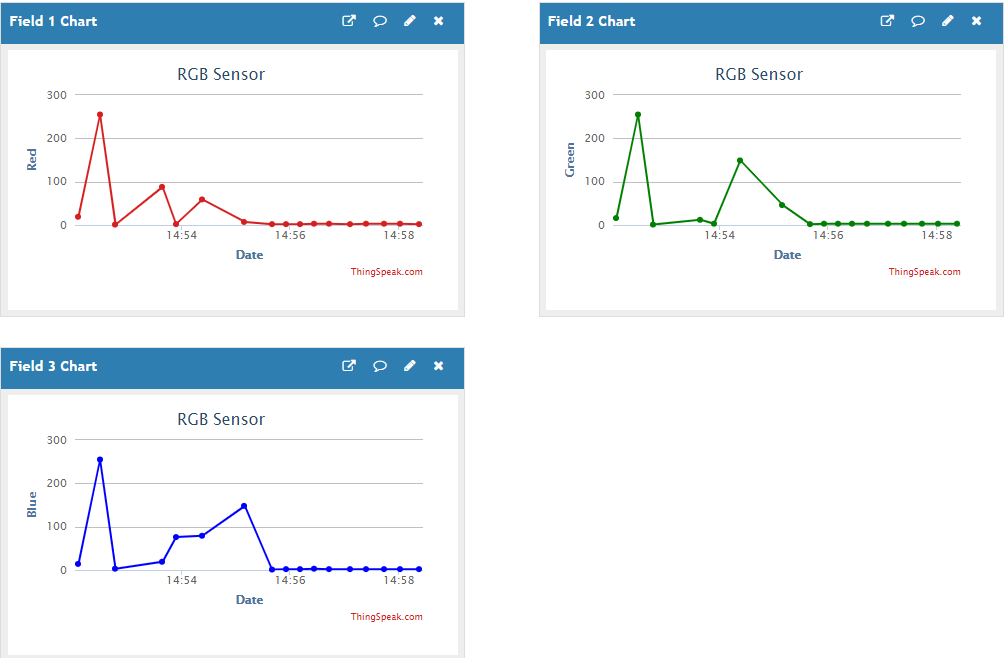 Field 1 Chart
RGB Sensor
300
200
100
0
Red
14:54 14:56 14:58
Date
ThingSpeak.com
Field 2 Chart
RGB Sensor
300
200
100
0
Green
14:54 14:56 14:58
Date
ThingSpeak.com
Field 3 Chart
RGB Sensor
300
200
100
0
Blue
14:54 14:56 14:58
Date
ThingSpeak.com